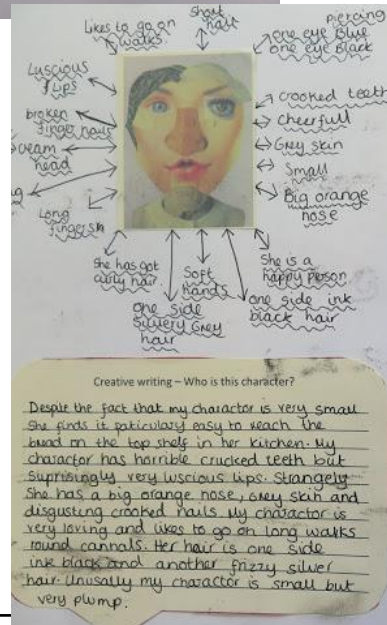 Likes to go on
walks
Short
hair
Piercing
one eye blue
one eye black
Luscious
lips
crooked teeth
broken
finger nails
cheerfull
cream
head
Grey skin
Small
Long
fingers
Big orange
nose
She has got
curly hair
Soft
hands
She is a
happy person
one side
silvery grey
hair
one side ink
black hair
Creative writing – Who is this character?
Despite the fact that my charactor is very small
she finds it paticulary easy to reach the
bread on the top shelf in her kitchen. My
charactor has horrible crucked teeth but
suprisingly very luscious lips. Strangely
She has a big orange nose, Grey skin and
disgusting crooked nails. My charactor is
very loving and likes to go on long walks
round cannals. Her hair is one side
ink black and another frizzy silver
hair. Unusally my charactor is small but
very plump.